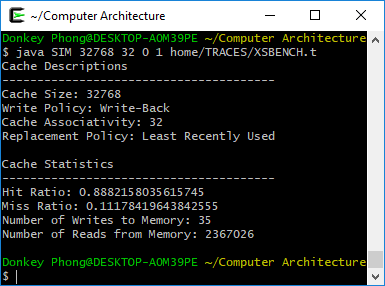 ~/Computer Architecture
Donkey Phong@DESKTOP-AOM39PE ~/Computer Architecture
$ java SIM 32768 32 0 1 home/TRACES/XSBENCH.t
Cache Descriptions
---------------------------------------
Cache Size: 32768
Write Policy: Write-Back
Cache Associativity: 32
Replacement Policy: Least Recently Used
Cache Statistics
---------------------------------------
Hit Ratio: 0.8882158035615745
Miss Ratio: 0.11178419643842555
Number of Writes to Memory: 35
Number of Reads from Memory: 2367026
Donkey Phong@DESKTOP-AOM39PE ~/Computer Architecture
$